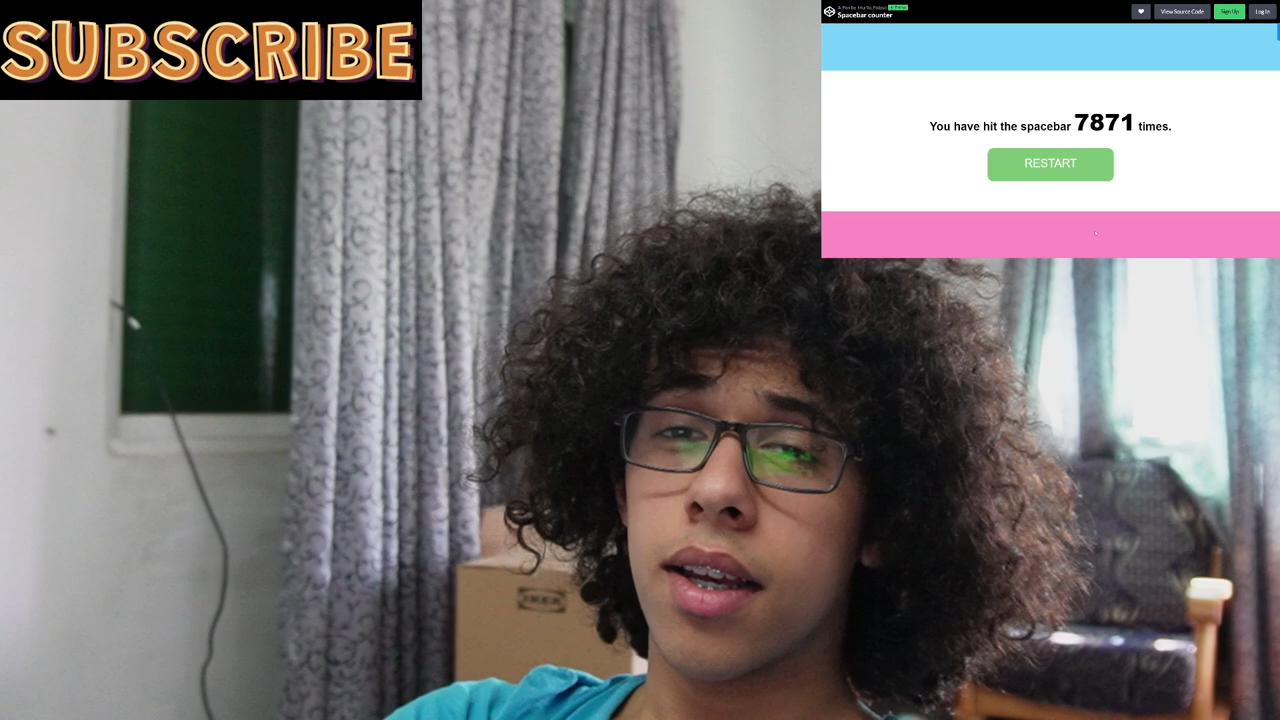 SUBSCRIBE
Spacebar counter
View Source Code
Sign Up
Log In
You have hit the spacebar 7871 times.
RESTART
IKEA